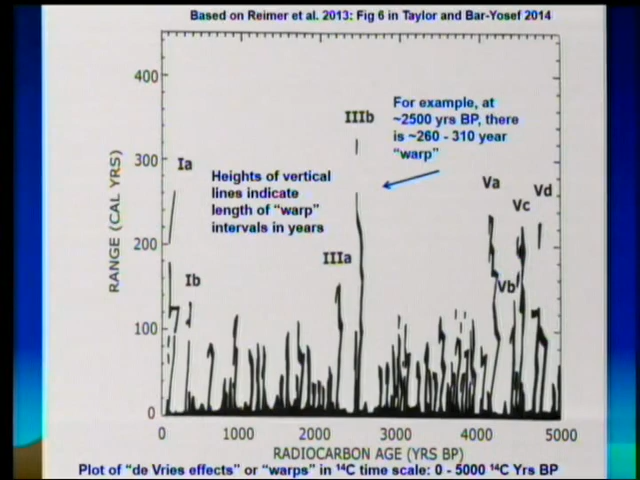 Based on Reimer et al. 2013: Fig 6 in Taylor and Bar-Yosef 2014
400
300
200
100
0
RANGE (CAL YRS)
Ia
Ib
Heights of vertical
lines indicate
length of “warp”
intervals in years
IIIa
IIIb
For example, at
~2500 yrs BP, there
is ~260 - 310 year
“warp”
Va
Vb
Vc
Vd
0
1000
2000
3000
4000
5000
RADIOCARBON AGE (YRS BP)
Plot of “de Vries effects” or “warps” in ¹⁴C time scale: 0 - 5000 ¹⁴C Yrs BP